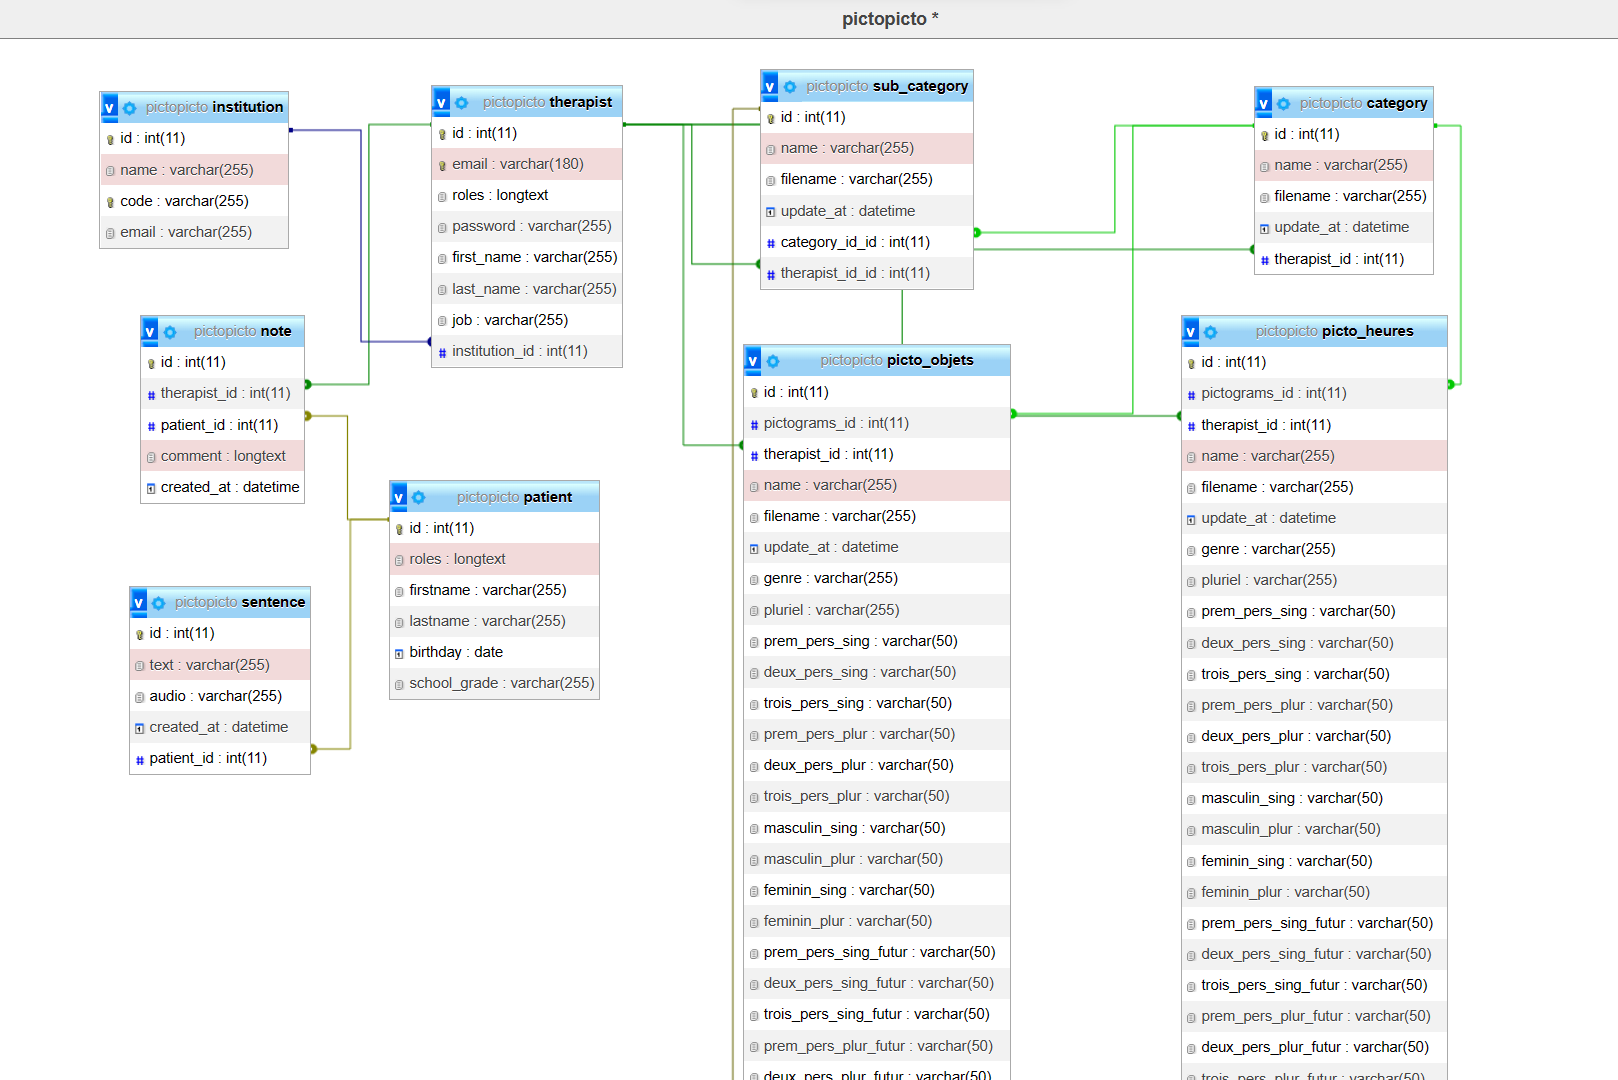 pictopicto *
pictopicto institution
id : int(11)
name : varchar(255)
code : varchar(255)
email : varchar(255)
pictopicto therapist
id : int(11)
email : varchar(180)
roles : longtext
password : varchar(255)
first_name : varchar(255)
last_name : varchar(255)
job : varchar(255)
institution_id : int(11)
pictopicto sub_category
id : int(11)
name : varchar(255)
filename : varchar(255)
update_at : datetime
category_id_id : int(11)
therapist_id_id : int(11)
pictopicto category
id : int(11)
name : varchar(255)
filename : varchar(255)
update_at : datetime
therapist_id : int(11)
pictopicto note
id : int(11)
therapist_id : int(11)
patient_id : int(11)
comment : longtext
created_at : datetime
pictopicto patient
id : int(11)
roles : longtext
firstname : varchar(255)
lastname : varchar(255)
birthday : date
school_grade : varchar(255)
pictopicto sentence
id : int(11)
text : varchar(255)
audio : varchar(255)
created_at : datetime
patient_id : int(11)
pictopicto picto_objets
id : int(11)
pictograms_id : int(11)
therapist_id : int(11)
name : varchar(255)
filename : varchar(255)
update_at : datetime
genre : varchar(255)
pluriel : varchar(255)
prem_pers_sing : varchar(50)
deux_pers_sing : varchar(50)
trois_pers_sing : varchar(50)
prem_pers_plur : varchar(50)
deux_pers_plur : varchar(50)
trois_pers_plur : varchar(50)
masculin_sing : varchar(50)
masculin_plur : varchar(50)
feminin_sing : varchar(50)
feminin_plur : varchar(50)
prem_pers_sing_futur : varchar(50)
deux_pers_sing_futur : varchar(50)
trois_pers_sing_futur : varchar(50)
prem_pers_plur_futur : varchar(50)
deux_pers_plur_futur : varchar(50)
pictopicto picto_heures
id : int(11)
pictograms_id : int(11)
therapist_id : int(11)
name : varchar(255)
filename : varchar(255)
update_at : datetime
genre : varchar(255)
pluriel : varchar(255)
prem_pers_sing : varchar(50)
deux_pers_sing : varchar(50)
trois_pers_sing : varchar(50)
prem_pers_plur : varchar(50)
deux_pers_plur : varchar(50)
trois_pers_plur : varchar(50)
masculin_sing : varchar(50)
masculin_plur : varchar(50)
feminin_sing : varchar(50)
feminin_plur : varchar(50)
prem_pers_sing_futur : varchar(50)
deux_pers_sing_futur : varchar(50)
trois_pers_sing_futur : varchar(50)
prem_pers_plur_futur : varchar(50)
deux_pers_plur_futur : varchar(50)
trois_pers_plur_futur : varchar(50)